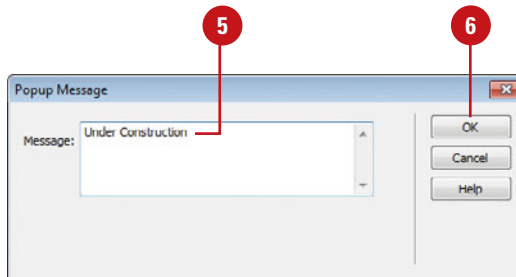 5
6
Popup Message
Message:
Under Construction
OK
Cancel
Help